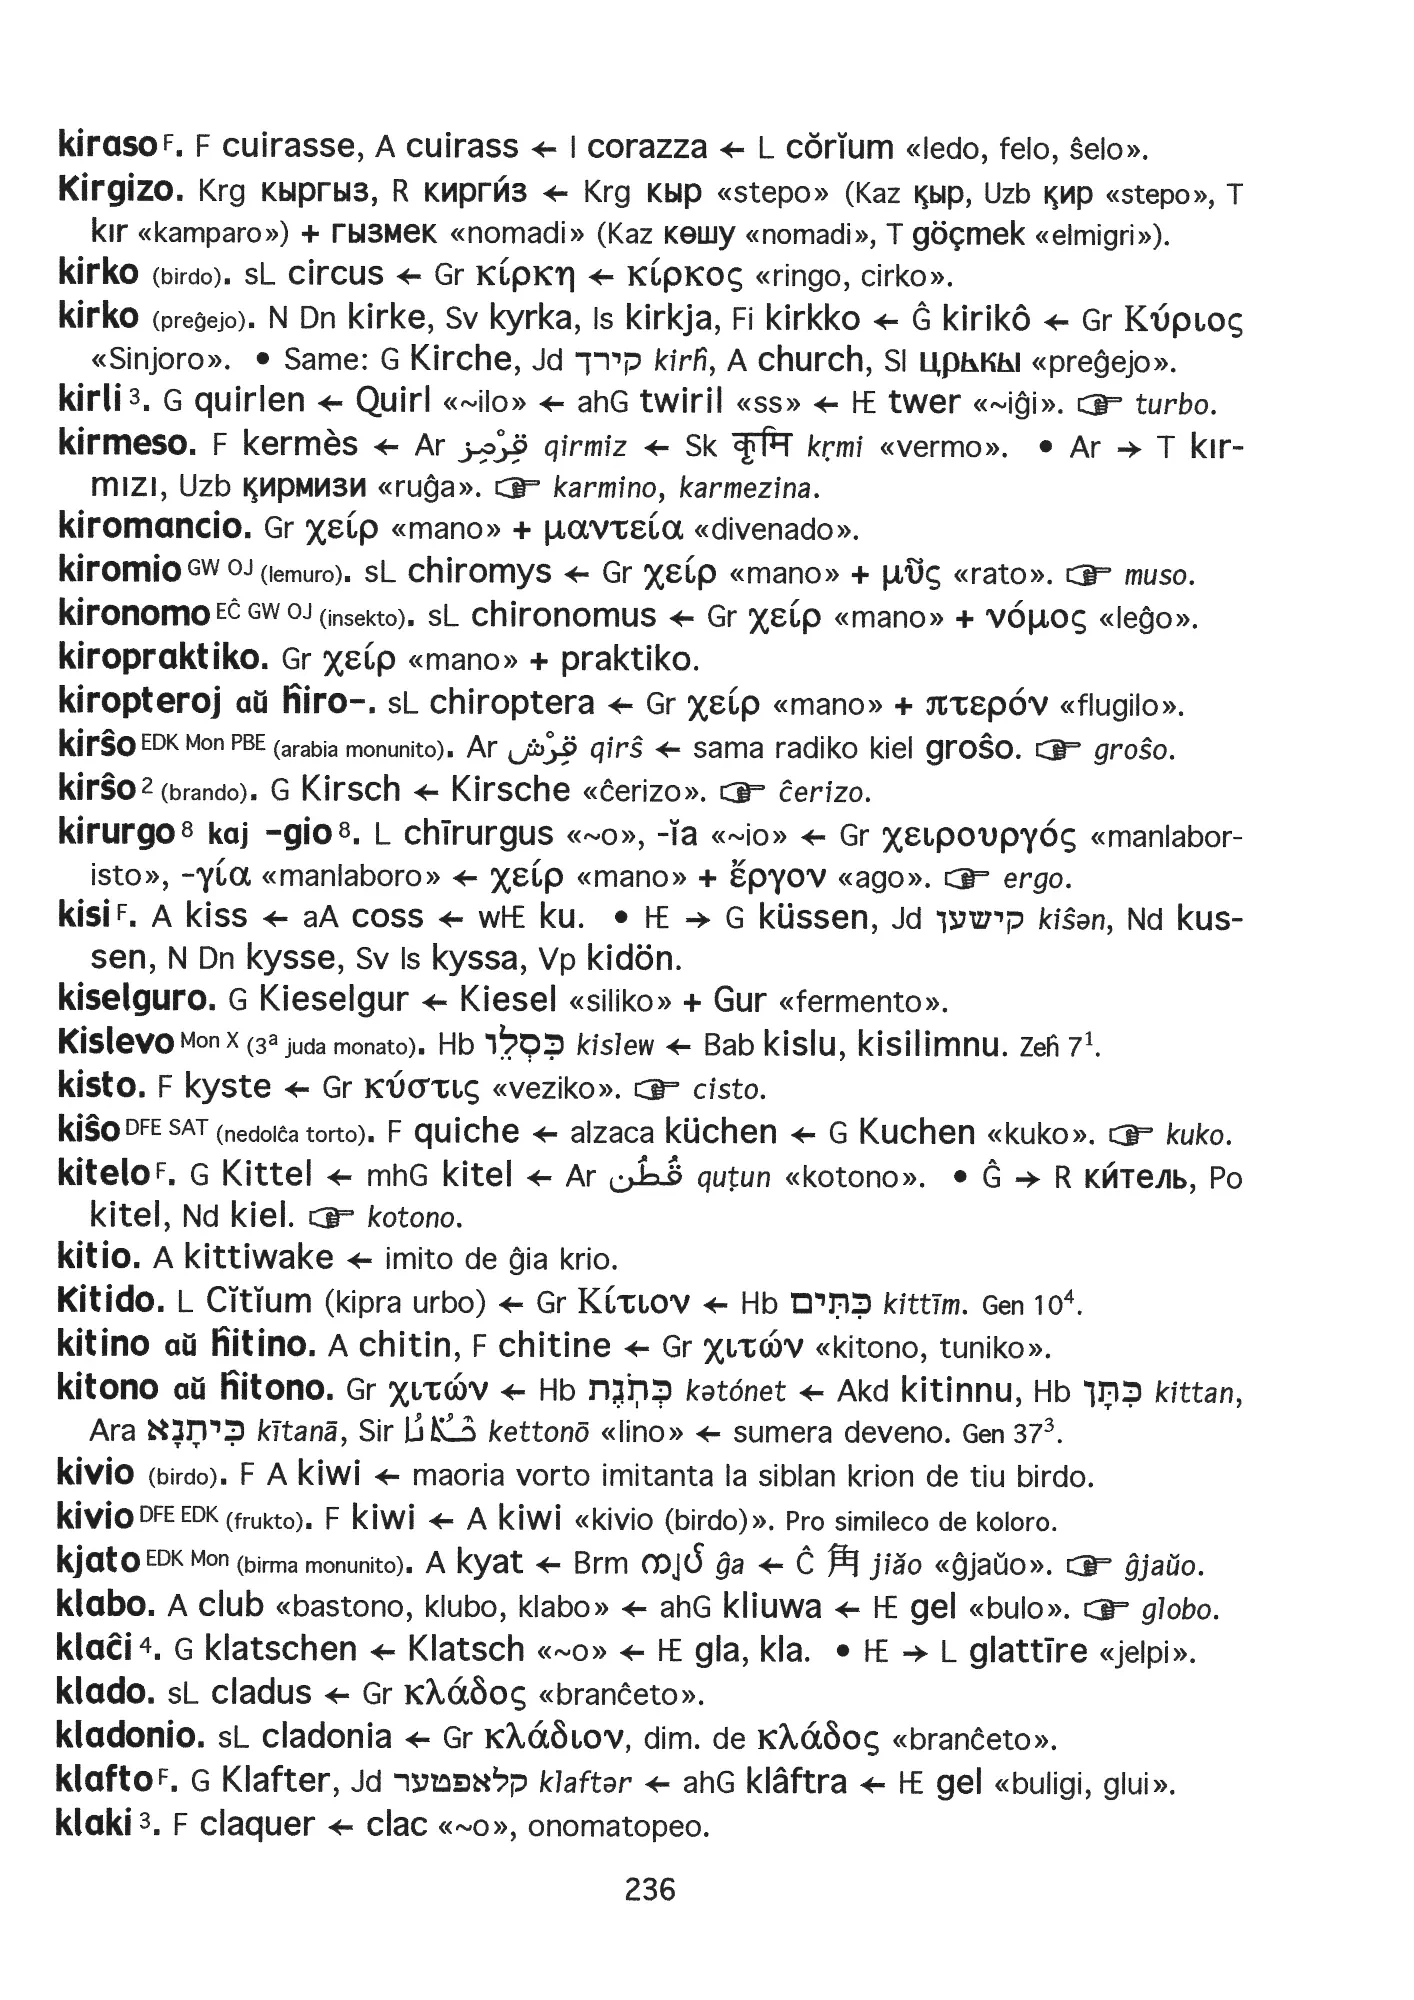 kiraso F. F cuirasse, A cuirass ← I corazza ← L cŏrĭum «ledo, felo, ŝelo».
Kirgizo. Krg кыргыз, R киргиз ← Krg кыр «stepo» (Kaz қыр, Uzb қир «stepo», T
kır «kamparo») + гызмек «nomadi» (Kaz көшу «nomadi», T göçmek «elmigri»).
kirko (birdo). sL circus ← Gr κίρκη ← κίρκος «ringo, cirko».
kirko (preĝejo). N Dn kirke, Sv kyrka, Is kirkja, Fi kirkko ← Ĝ kirikô ← Gr Κύριος
«Sinjoro». • Same: G Kirche, Jd קירך kirĥ, A church, Sl црькы «preĝejo».
kirli 3. G quirlen ← Quirl «~ilo» ← ahG twiril «ss» ← HE twer «~iĝi». ☞ turbo.
kirmeso. F kermès ← Ar قِرْمِز qirmiz ← Sk कृमि kṛmi «vermo». • Ar → T kır-
mızı, Uzb қирмизи «ruĝa». ☞ karmino, karmezina.
kiromancio. Gr χείρ «mano» + μαντεία «divenado».
kiromio GW OJ (lemuro). sL chiromys ← Gr χείρ «mano» + μῦς «rato». ☞ muso.
kironomo EĈ GW OJ (insekto). sL chironomus ← Gr χείρ «mano» + νόμος «leĝo».
kiropraktiko. Gr χείρ «mano» + praktiko.
kiropteroj aŭ ĥiro-. sL chiroptera ← Gr χείρ «mano» + πτερόν «flugilo».
kirŝo EDK Mon PBE (arabia monunito). Ar قِرْش qirŝ ← sama radiko kiel groŝo. ☞ groŝo.
kirŝo 2 (brando). G Kirsch ← Kirsche «ĉerizo». ☞ ĉerizo.
kirurgo 8 kaj -gio 8. L chīrurgus «~o», -ĭa «~io» ← Gr χειρουργός «manlabor-
isto», -γία «manlaboro» ← χείρ «mano» + ἔργον «ago». ☞ ergo.
kisi F. A kiss ← aA coss ← wHE ku. • HE → G küssen, Jd קישען kiŝən, Nd kus-
sen, N Dn kysse, Sv Is kyssa, Vp kidön.
kiselguro. G Kieselgur ← Kiesel «siliko» + Gur «fermento».
Kislevo Mon X (3ª juda monato). Hb כִּסְלֵו kislew ← Bab kislu, kisilimnu. Zeĥ 7¹.
kisto. F kyste ← Gr κύστις «veziko». ☞ cisto.
kiŝo DFE SAT (nedolĉa torto). F quiche ← alzaca küchen ← G Kuchen «kuko». ☞ kuko.
kitelo F. G Kittel ← mhG kitel ← Ar قُطُن quṭun «kotono». • Ĝ → R китель, Po
kitel, Nd kiel. ☞ kotono.
kitio. A kittiwake ← imito de ĝia krio.
Kitido. L Cĭtĭum (kipra urbo) ← Gr Κίτιον ← Hb כִּתִּים kittīm. Gen 10⁴.
kitino aŭ ĥitino. A chitin, F chitine ← Gr χιτών «kitono, tuniko».
kitono aŭ ĥitono. Gr χιτών ← Hb כְּתֹנֶת kətónet ← Akd kitinnu, Hb כִּתָּן kittan,
Ara כִּיתָנָא kītanā, Sir kettonō «lino» ← sumera deveno. Gen 37³.
kivio (birdo). F A kiwi ← maoria vorto imitanta la siblan krion de tiu birdo.
kivio DFE EDK (frukto). F kiwi ← A kiwi «kivio (birdo)». Pro simileco de koloro.
kjato EDK Mon (birma monunito). A kyat ← Brm ကျပ် ĝa ← Ĉ 角 jiǎo «ĝjaŭo». ☞ ĝjaŭo.
klabo. A club «bastono, klubo, klabo» ← ahG kliuwa ← HE gel «bulo». ☞ globo.
klaĉi 4. G klatschen ← Klatsch «~o» ← HE gla, kla. • HE → L glattīre «jelpi».
klado. sL cladus ← Gr κλάδος «branĉeto».
kladonio. sL cladonia ← Gr κλάδιον, dim. de κλάδος «branĉeto».
klafto F. G Klafter, Jd קלאפטער klaftər ← ahG klâftra ← HE gel «buligi, glui».
klaki 3. F claquer ← clac «~o», onomatopeo.
236